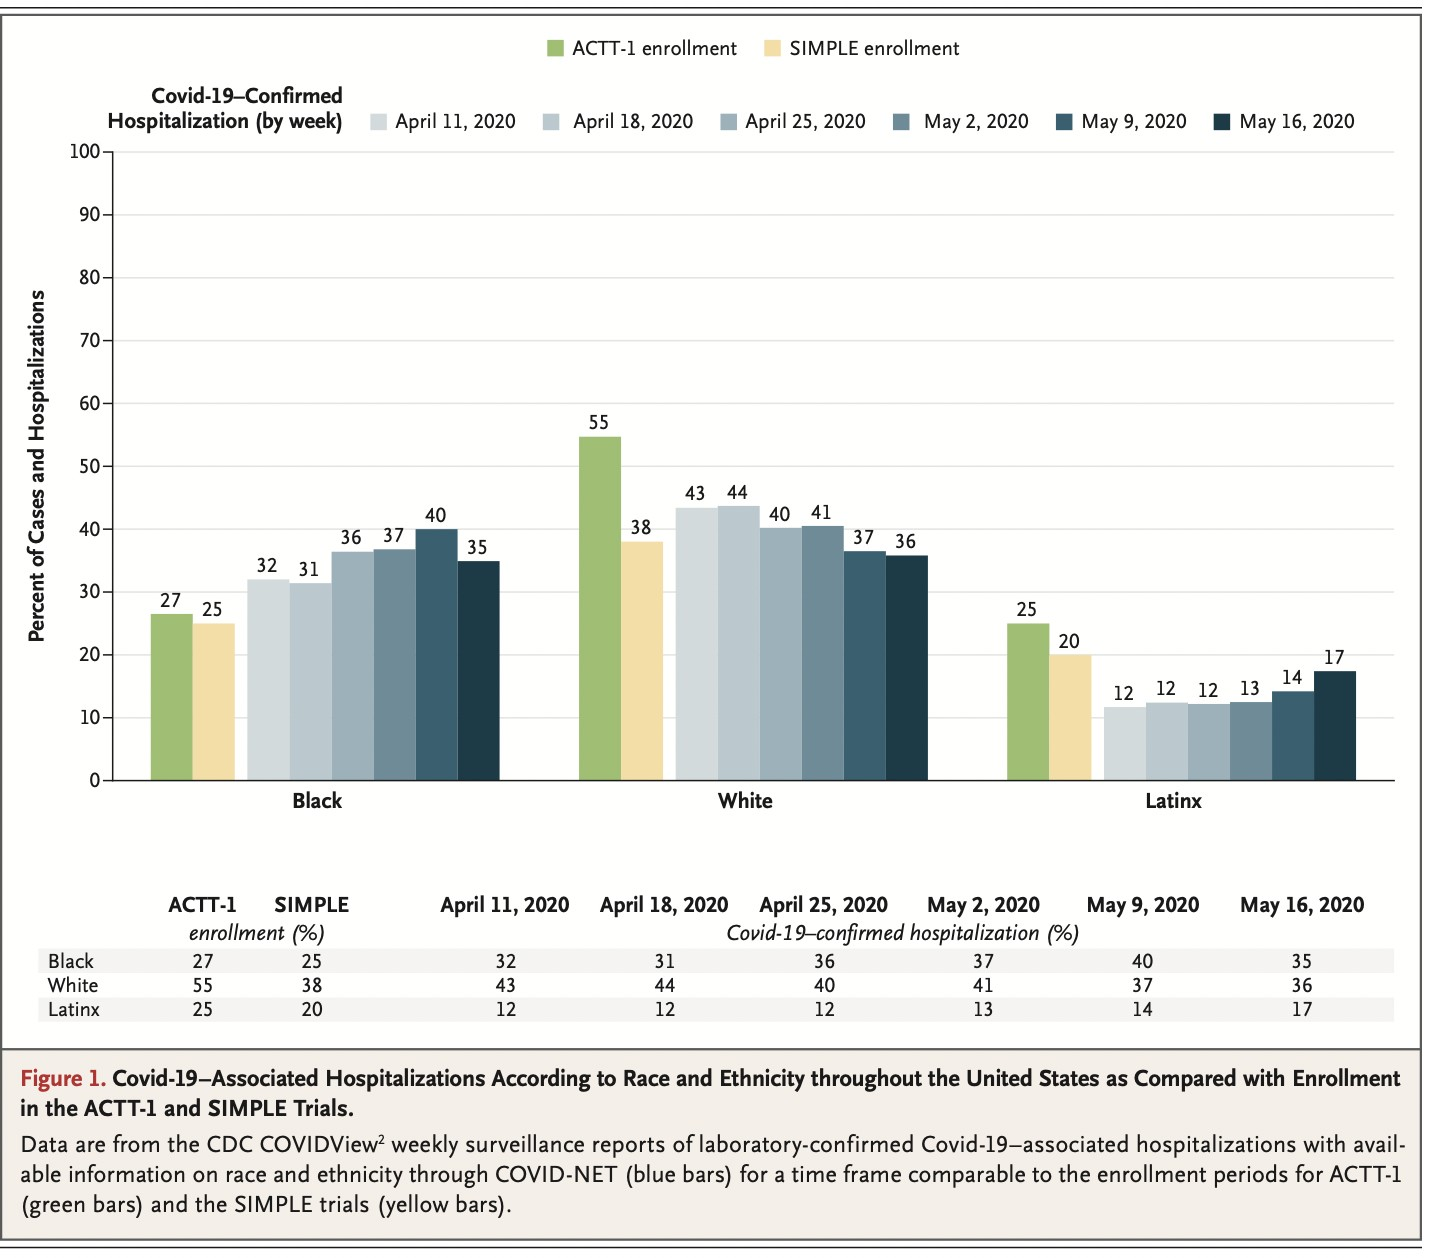 ACTT-1 enrollment SIMPLE enrollment
Covid-19–Confirmed
Hospitalization (by week) April 11, 2020 April 18, 2020 April 25, 2020 May 2, 2020 May 9, 2020 May 16, 2020
Percent of Cases and Hospitalizations
100
90
80
70
60
50
40
30
20
10
0
27 25 32 31 36 37 40 35
55 38 43 44 40 41 37 36
25 20 12 12 12 13 14 17
Black White Latinx
ACTT-1 SIMPLE April 11, 2020 April 18, 2020 April 25, 2020 May 2, 2020 May 9, 2020 May 16, 2020
enrollment (%) Covid-19–confirmed hospitalization (%)
Black 27 25 32 31 36 37 40 35
White 55 38 43 44 40 41 37 36
Latinx 25 20 12 12 12 13 14 17
Figure 1. Covid-19–Associated Hospitalizations According to Race and Ethnicity throughout the United States as Compared with Enrollment
in the ACTT-1 and SIMPLE Trials.
Data are from the CDC COVIDView2 weekly surveillance reports of laboratory-confirmed Covid-19–associated hospitalizations with avail-
able information on race and ethnicity through COVID-NET (blue bars) for a time frame comparable to the enrollment periods for ACTT-1
(green bars) and the SIMPLE trials (yellow bars).